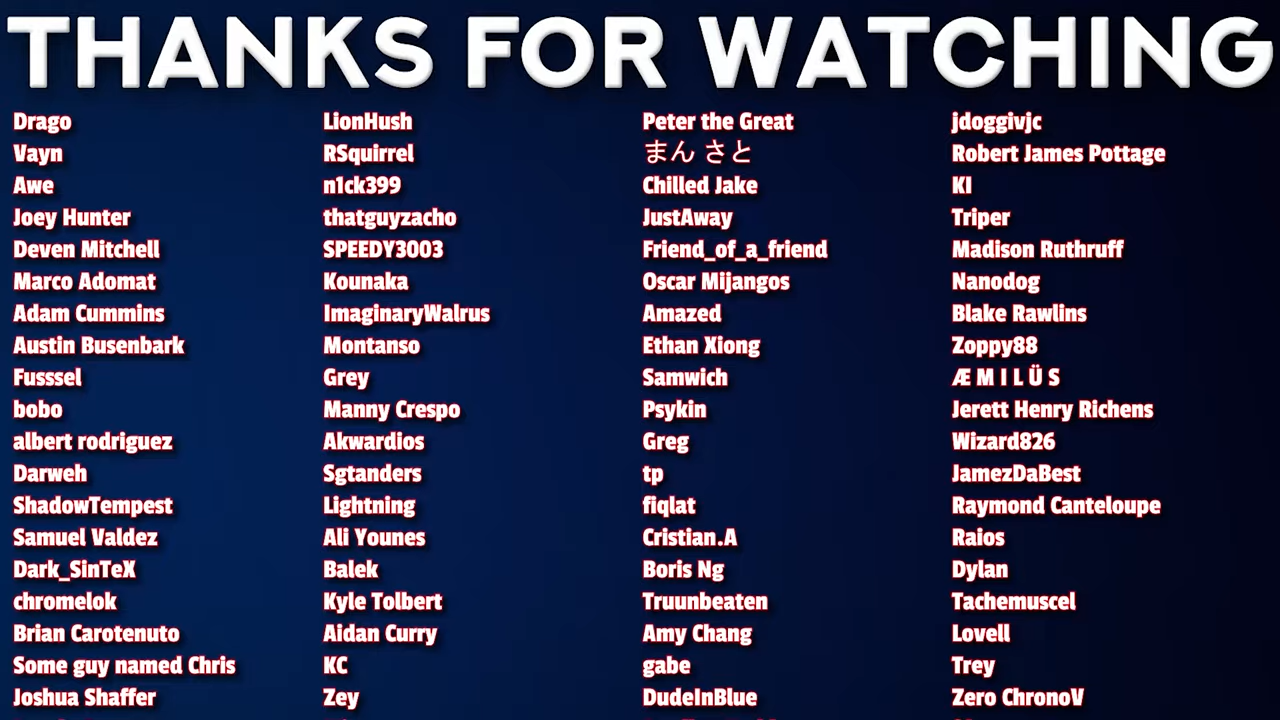 THANKS FOR WATCHING
Drago
Vayn
Awe
Joey Hunter
Deven Mitchell
Marco Adomat
Adam Cummins
Austin Busenbark
Fusssel
bobo
albert rodriguez
Darweh
ShadowTempest
Samuel Valdez
Dark_SinTeX
chromelok
Brian Carotenuto
Some guy named Chris
Joshua Shaffer
LionHush
RSquirrel
n1ck399
thatguyzacho
SPEEDY3003
Kounaka
ImaginaryWalrus
Montanso
Grey
Manny Crespo
Akwardios
Sgtanders
Lightning
Ali Younes
Balek
Kyle Tolbert
Aidan Curry
KC
Zey
Peter the Great
まん さと
Chilled Jake
JustAway
Friend_of_a_friend
Oscar Mijangos
Amazed
Ethan Xiong
Samwich
Psykin
Greg
tp
fiqlat
Cristian.A
Boris Ng
Truunbeaten
Amy Chang
gabe
DudeInBlue
jdoggivjc
Robert James Pottage
KI
Triper
Madison Ruthruff
Nanodog
Blake Rawlins
Zoppy88
Æ M I L Ü S
Jerett Henry Richens
Wizard826
JamezDaBest
Raymond Canteloupe
Raios
Dylan
Tachemuscel
Lovell
Trey
Zero ChronoV